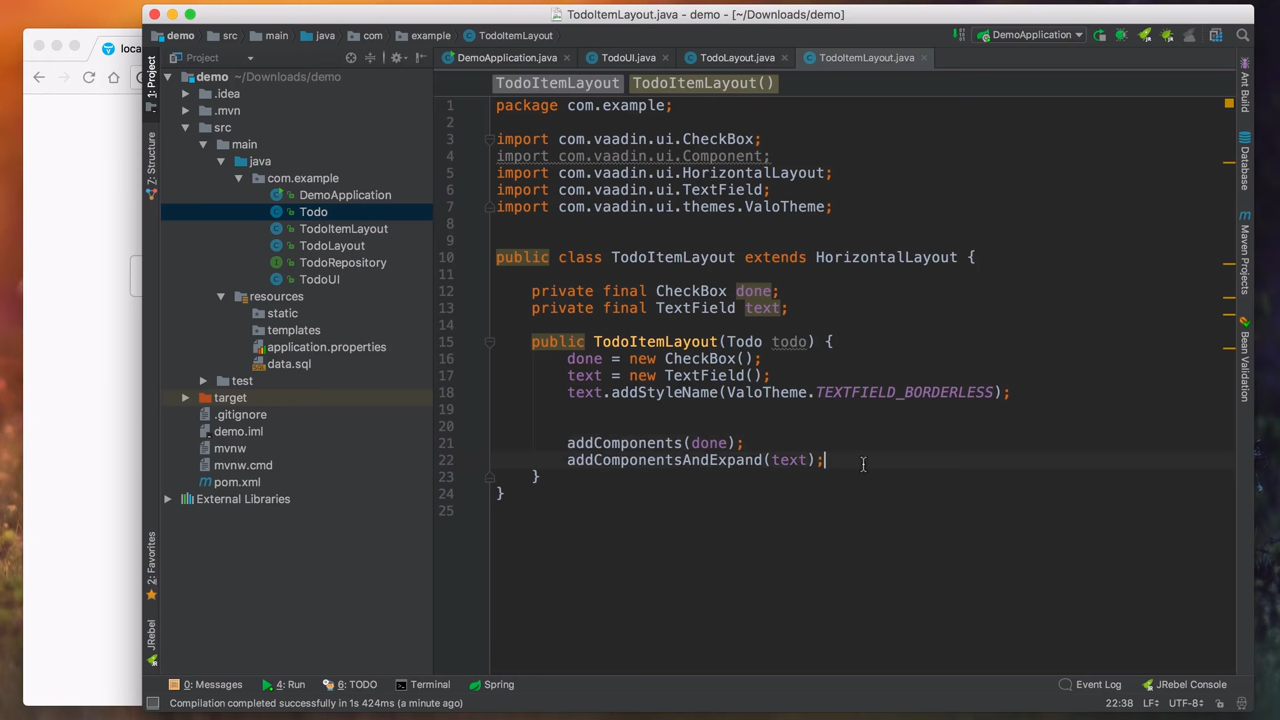 TodoItemLayout.java - demo - [~/Downloads/demo]
loca
demo
src
main
java
com
example
TodoItemLayout
DemoApplication
Project
DemoApplication.java
TodoUI.java
TodoLayout.java
TodoItemLayout.java
1: Project
Z: Structure
2: Favorites
JRebel
demo ~/Downloads/demo
.idea
.mvn
src
main
java
com.example
DemoApplication
Todo
TodoItemLayout
TodoLayout
TodoRepository
TodoUI
resources
static
templates
application.properties
data.sql
test
target
.gitignore
demo.iml
mvnw
mvnw.cmd
pom.xml
External Libraries
TodoItemLayout TodoItemLayout()
1 package com.example;
2
3 import com.vaadin.ui.CheckBox;
4 import com.vaadin.ui.Component;
5 import com.vaadin.ui.HorizontalLayout;
6 import com.vaadin.ui.TextField;
7 import com.vaadin.ui.themes.ValoTheme;
8
9
10 public class TodoItemLayout extends HorizontalLayout {
11
12 private final CheckBox done;
13 private final TextField text;
14
15 public TodoItemLayout(Todo todo) {
16 done = new CheckBox();
17 text = new TextField();
18 text.addStyleName(ValoTheme.TEXTFIELD_BORDERLESS);
19
20
21 addComponents(done);
22 addComponentsAndExpand(text);
23 }
24 }
25
Ant Build
Database
Maven Projects
Bean Validation
0: Messages
4: Run
6: TODO
Terminal
Spring
Event Log
JRebel Console
Compilation completed successfully in 1s 424ms (a minute ago)
22:38
LF
UTF-8